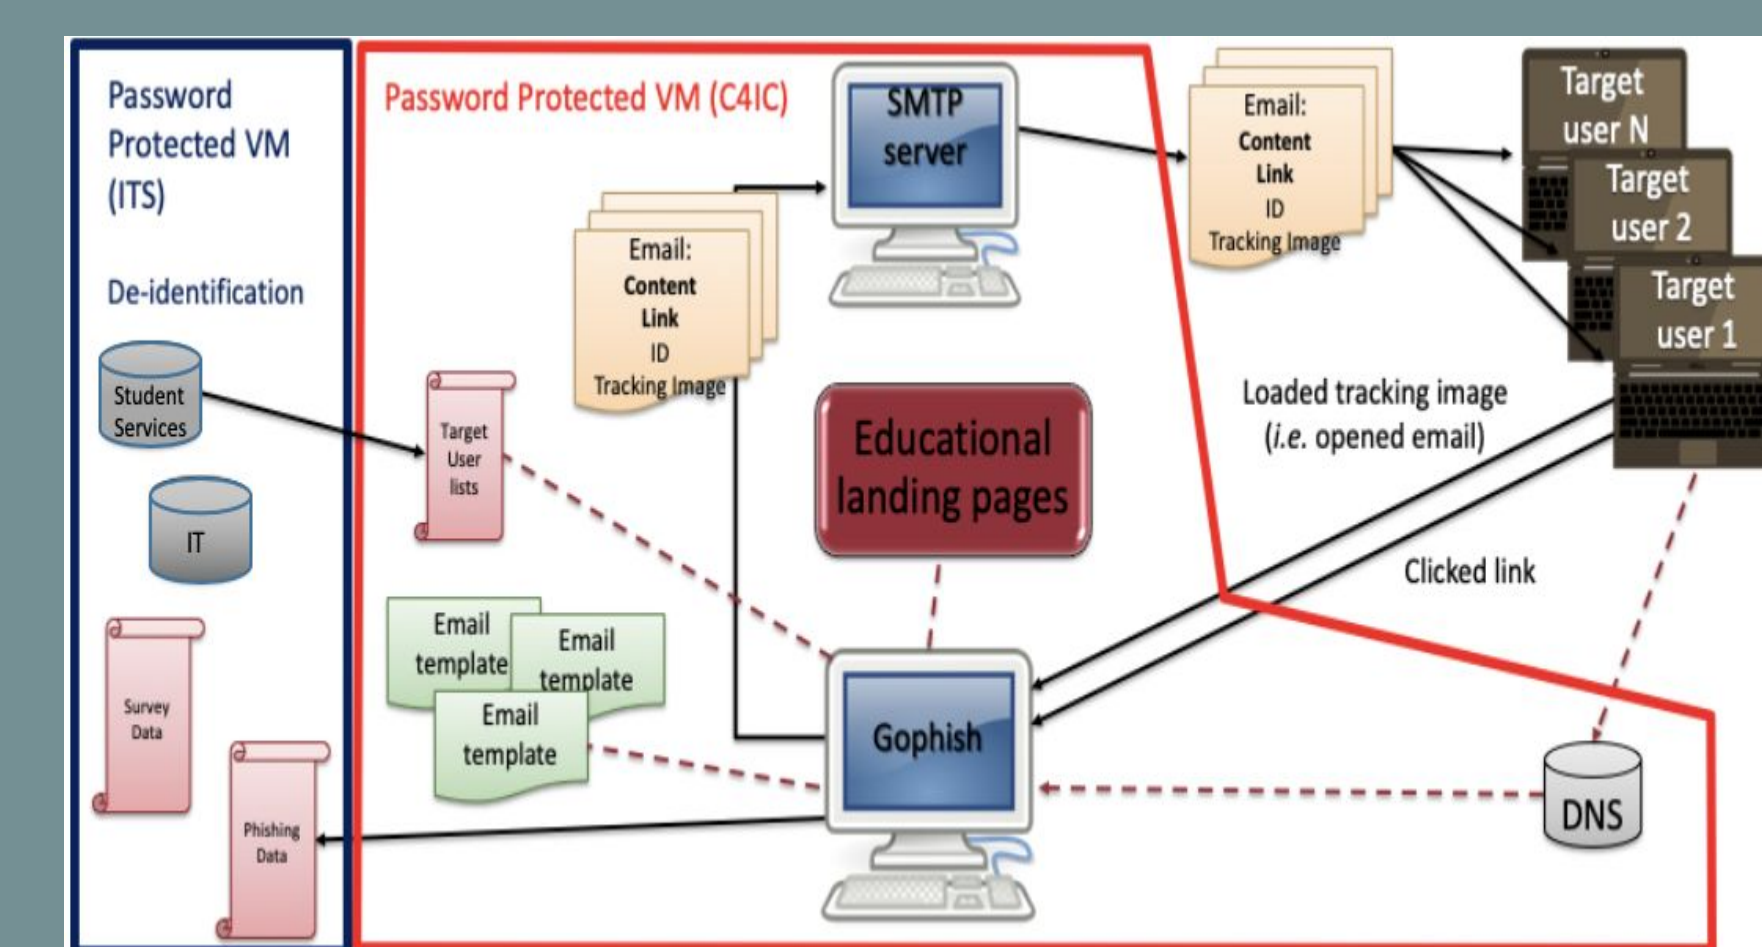 Password
Protected VM
(ITS)
De-identification
Student
Services
IT
Survey
Data
Phishing
Data
Password Protected VM (C4IC)
SMTP
server
Email:
Content
Link
ID
Tracking Image
Target
User
lists
Educational
landing pages
Email
template
Email
template
Email
template
Gophish
Email:
Content
Link
ID
Tracking Image
Target
user N
Target
user 2
Target
user 1
Loaded tracking image
(i.e. opened email)
Clicked link
DNS